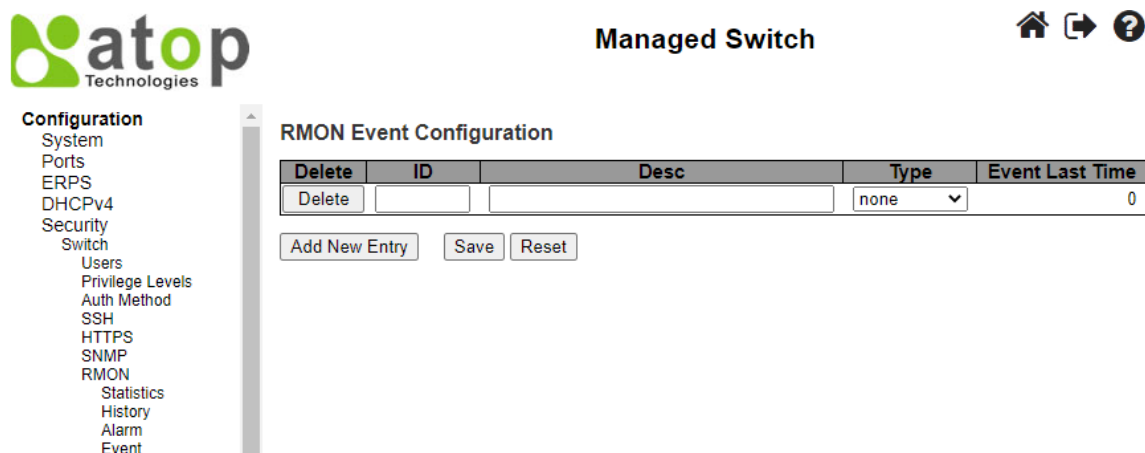 atop
Technologies
Managed Switch
Configuration
System
Ports
ERPS
DHCPv4
Security
Switch
Users
Privilege Levels
Auth Method
SSH
HTTPS
SNMP
RMON
Statistics
History
Alarm
Event
RMON Event Configuration
Delete ID Desc Type Event Last Time
Delete none 0
Add New Entry Save Reset